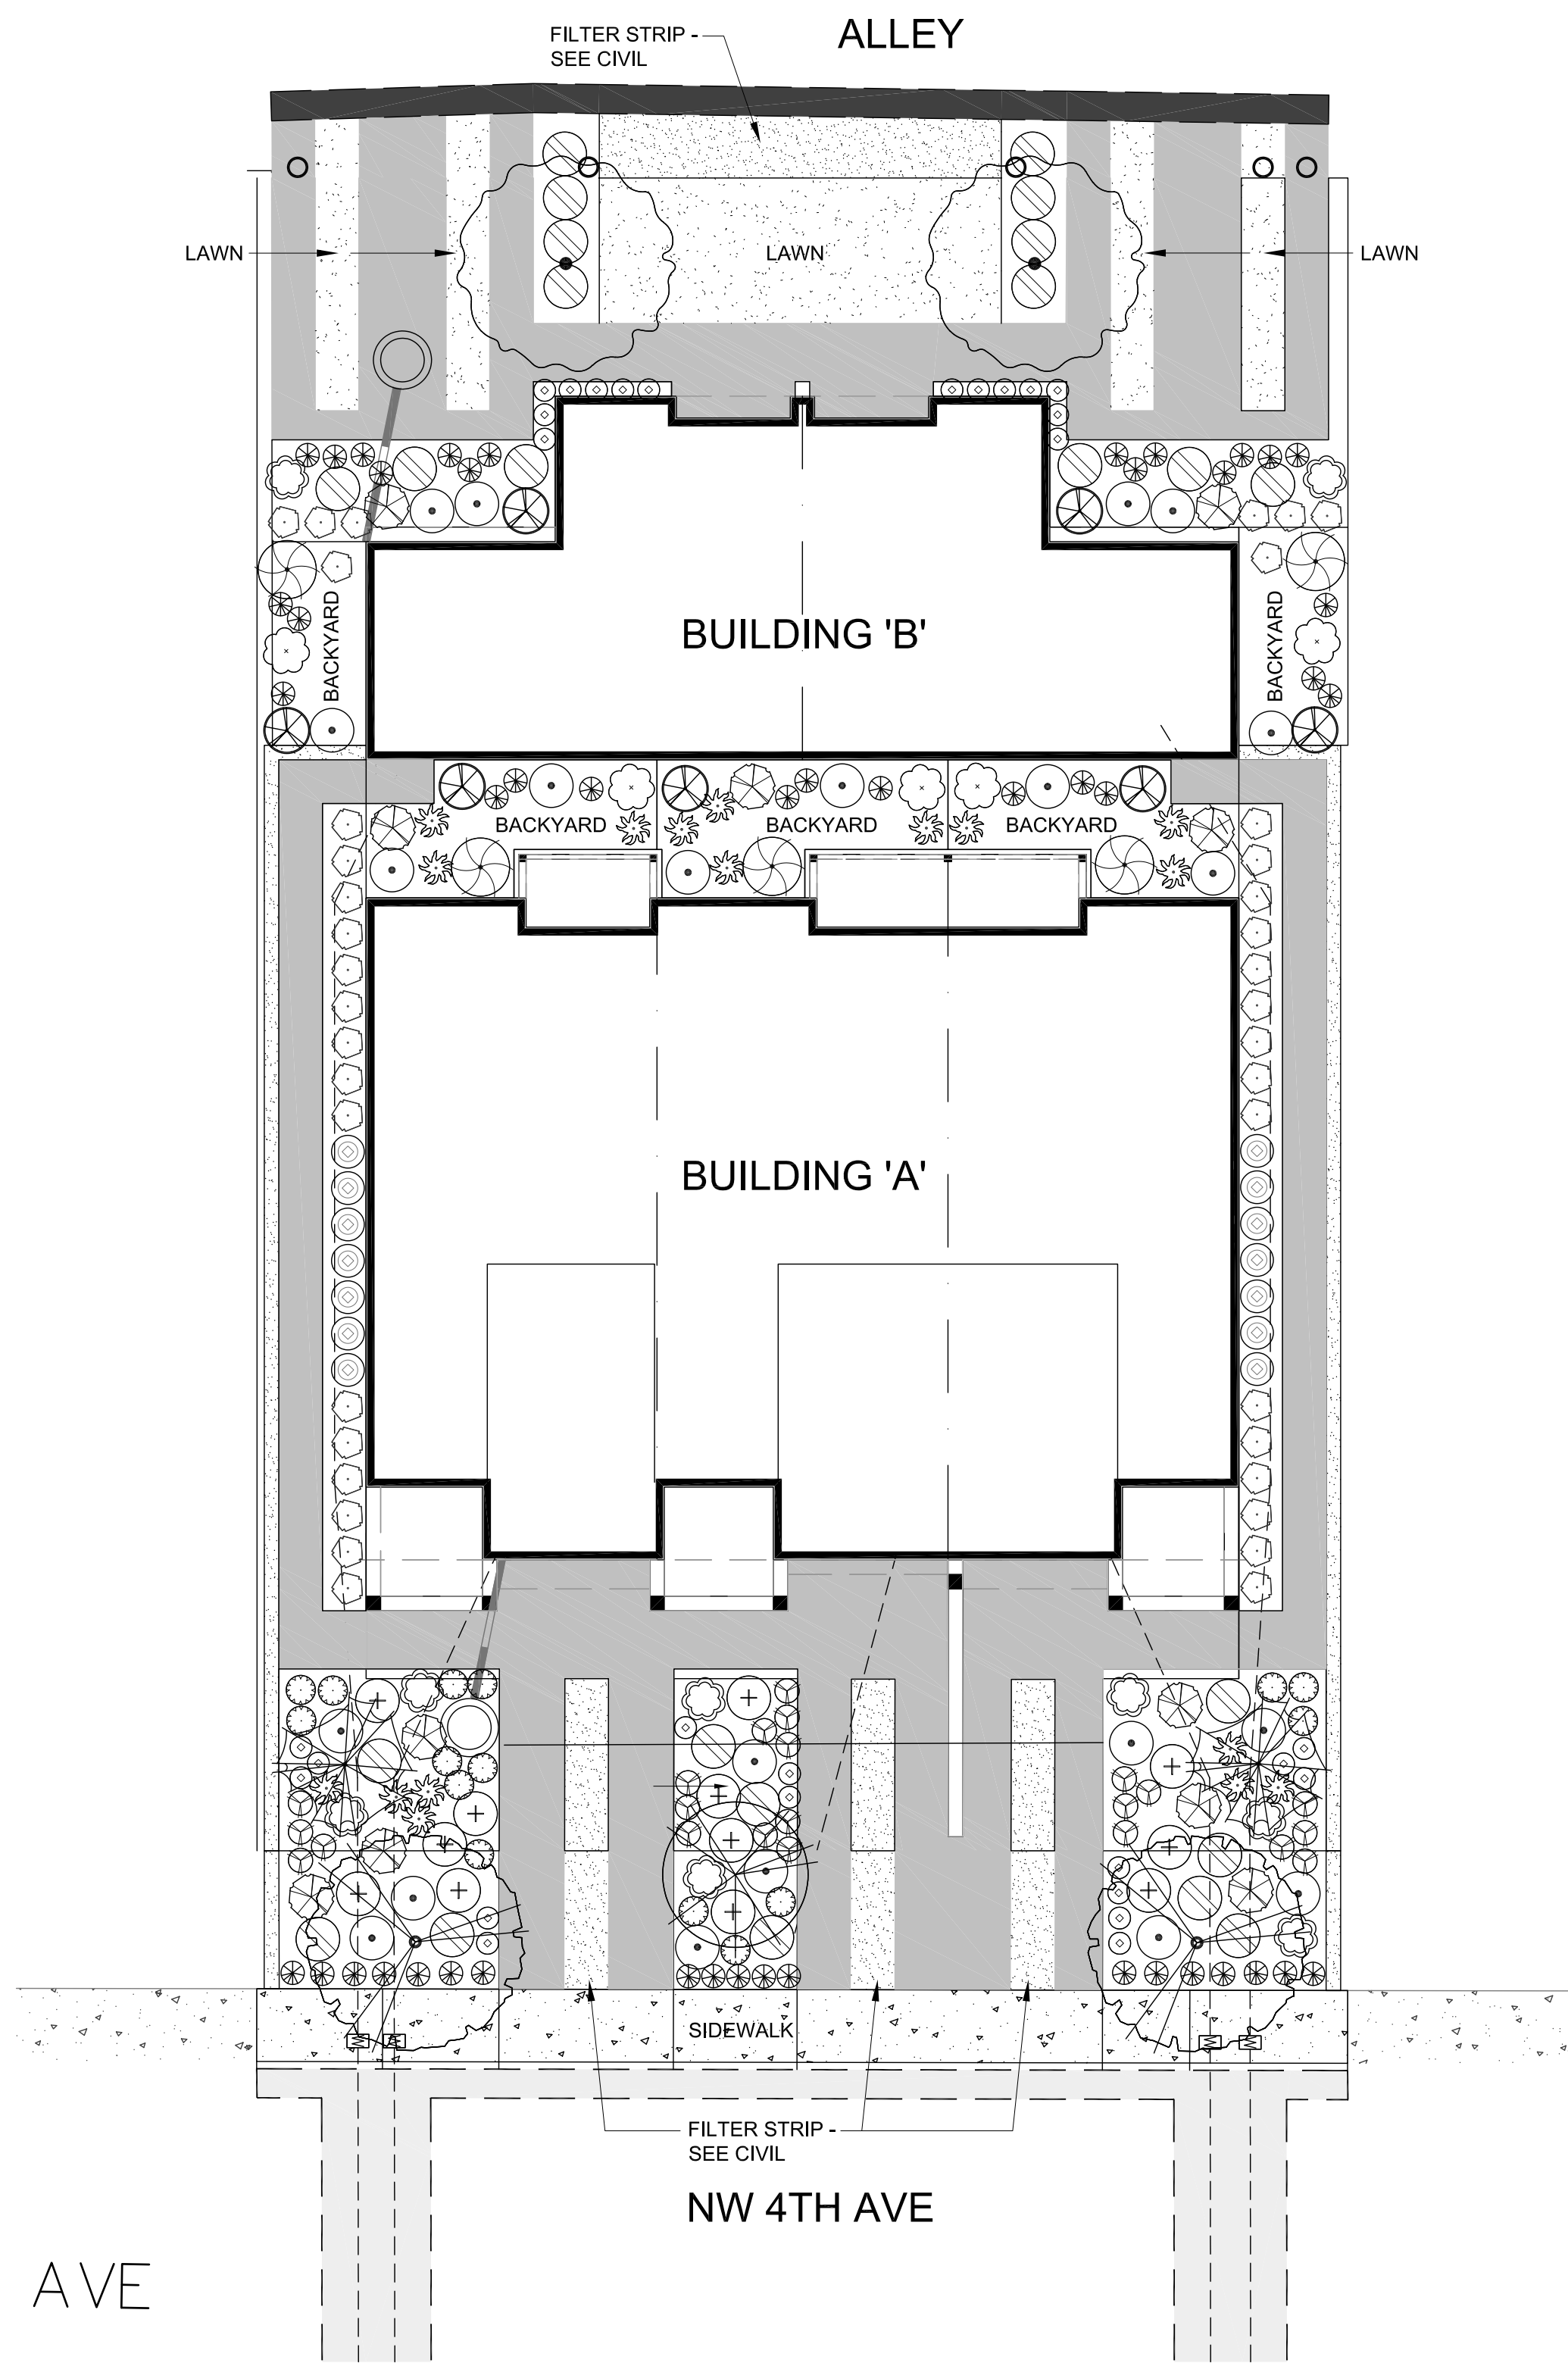 ALLEY
FILTER STRIP -
SEE CIVIL
LAWN
LAWN
LAWN
BACKYARD
BUILDING 'B'
BACKYARD
BACKYARD
BACKYARD
BACKYARD
BUILDING 'A'
SIDEWALK
FILTER STRIP -
SEE CIVIL
NW 4TH AVE
AVE